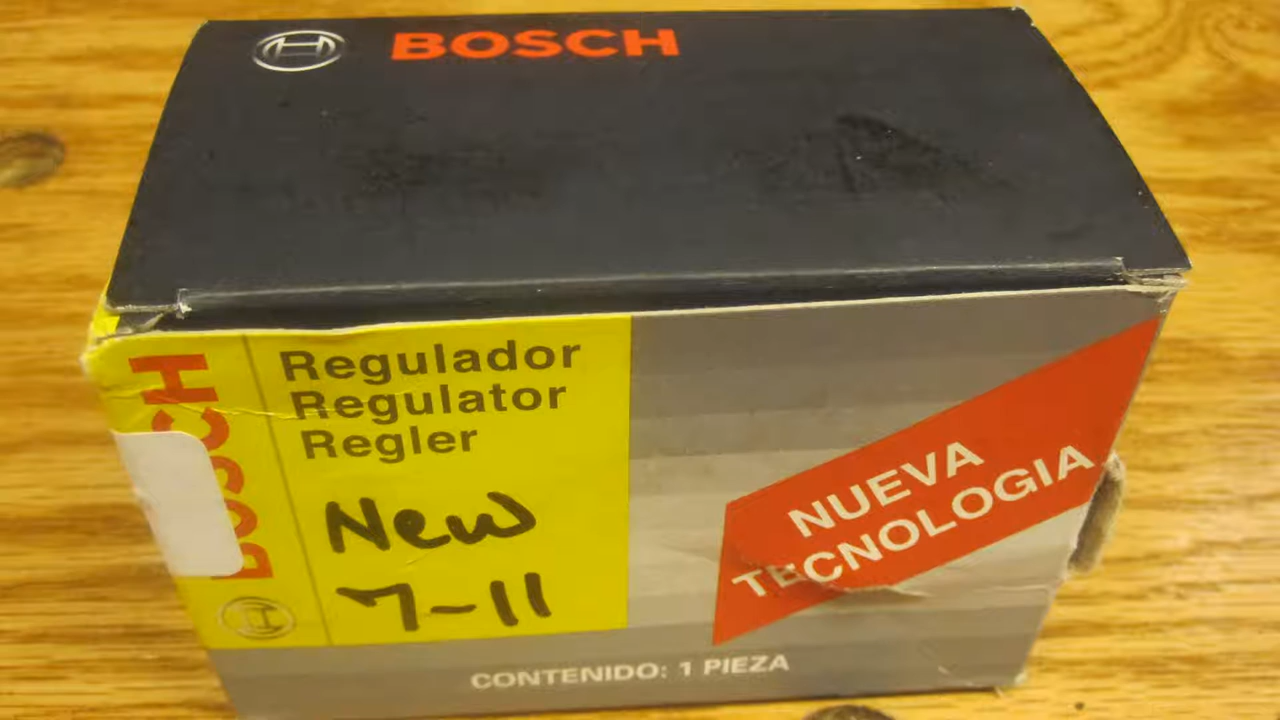 BOSCH
BOSCH
Regulador
Regulator
Regler
New
7-11
NUEVA
TECNOLOGIA
CONTENIDO: 1 PIEZA